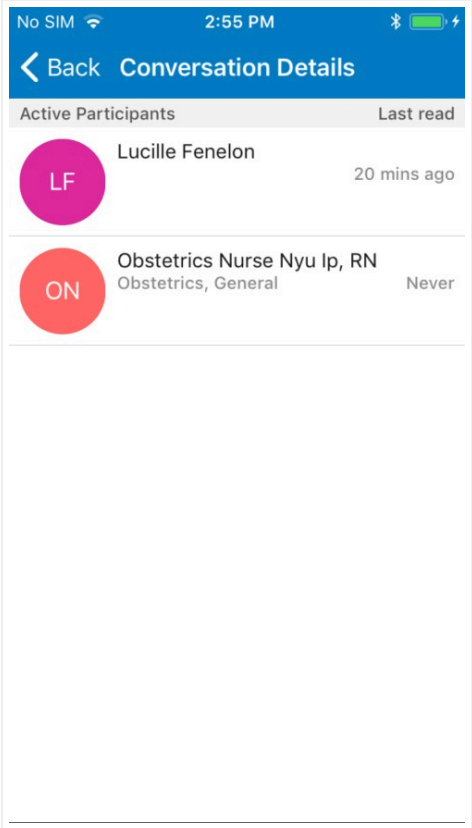 No SIM 2:55 PM
Back Conversation Details
Active Participants Last read
LF Lucille Fenelon
20 mins ago
Obstetrics Nurse Nyu Ip, RN
ON Obstetrics, General Never